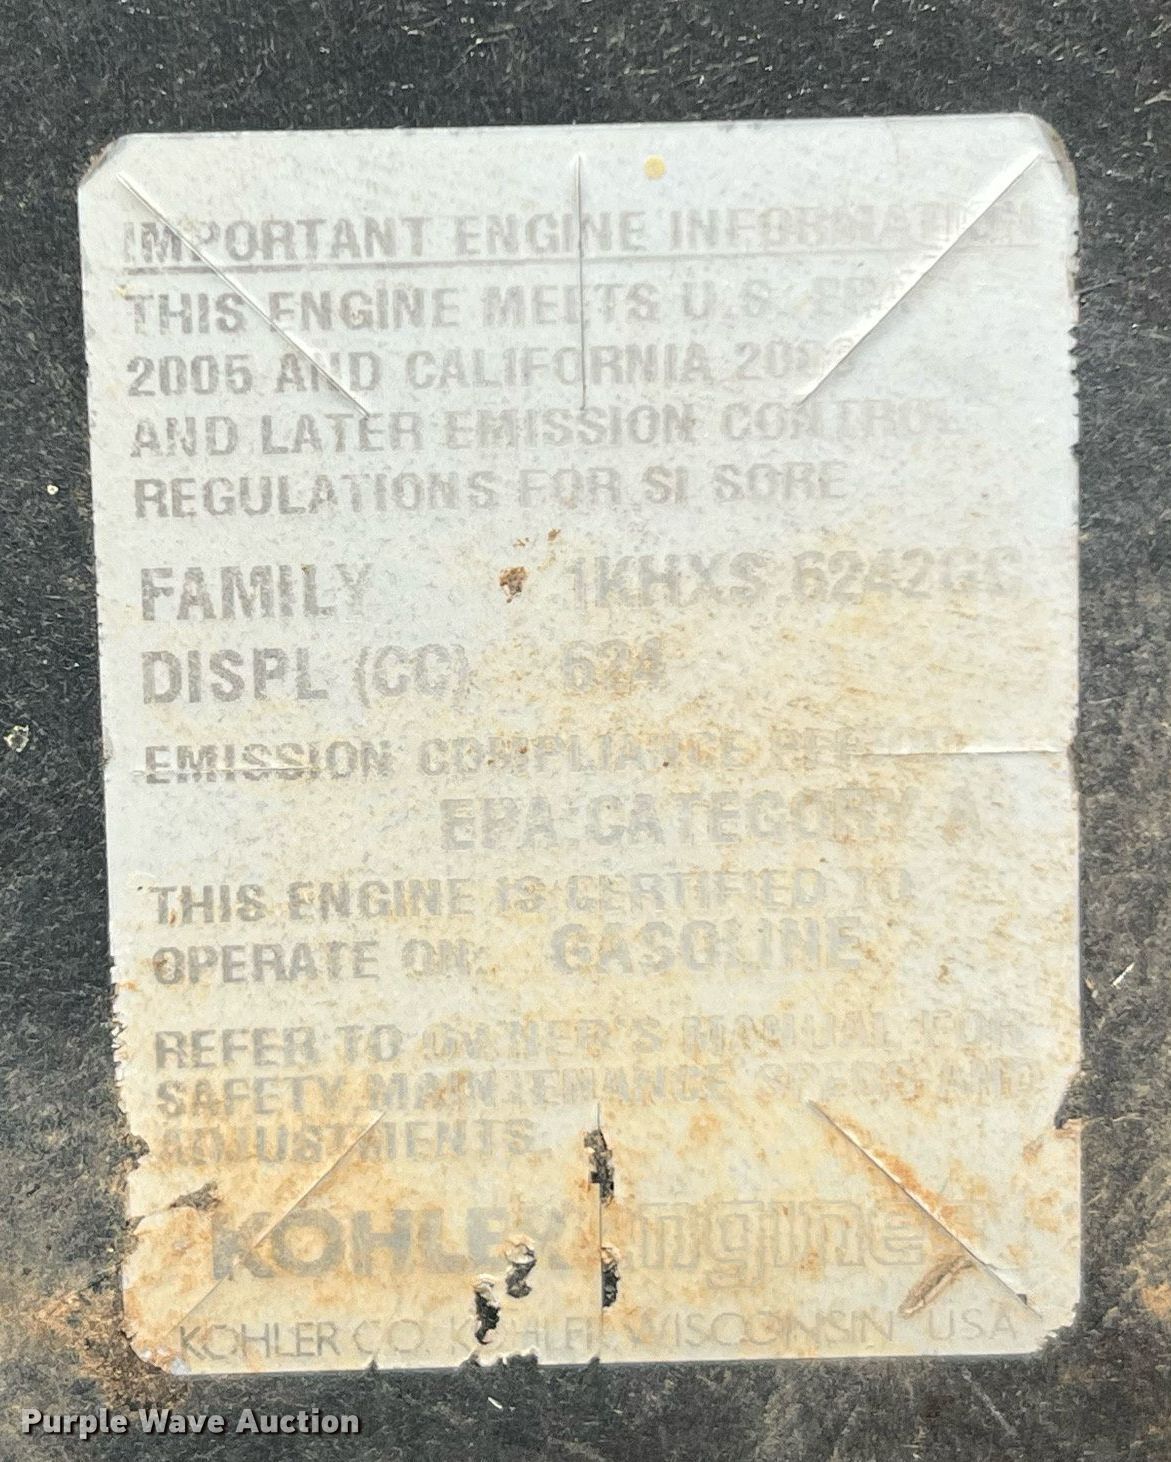 IMPORTANT ENGINE INFORMATION
THIS ENGINE MEETS U.S. EPA
2005 AND CALIFORNIA
AND LATER EMISSION CONTROL
REGULATIONS FOR SI SORE
FAMILY 1KHXS.6242GC
DISPL (CC) 624
EMISSION COMPLIANCE
EPA:CATEGORY A
THIS ENGINE IS CERTIFIED TO
OPERATE ON: GASOLINE
REFER TO OWNER'S MANUAL FOR
SAFETY, MAINTENANCE SPECS AND
ADJUSTMENTS.
KOHLER engines
KOHLER CO. KOHLER, WISCONSIN USA
Purple Wave Auction